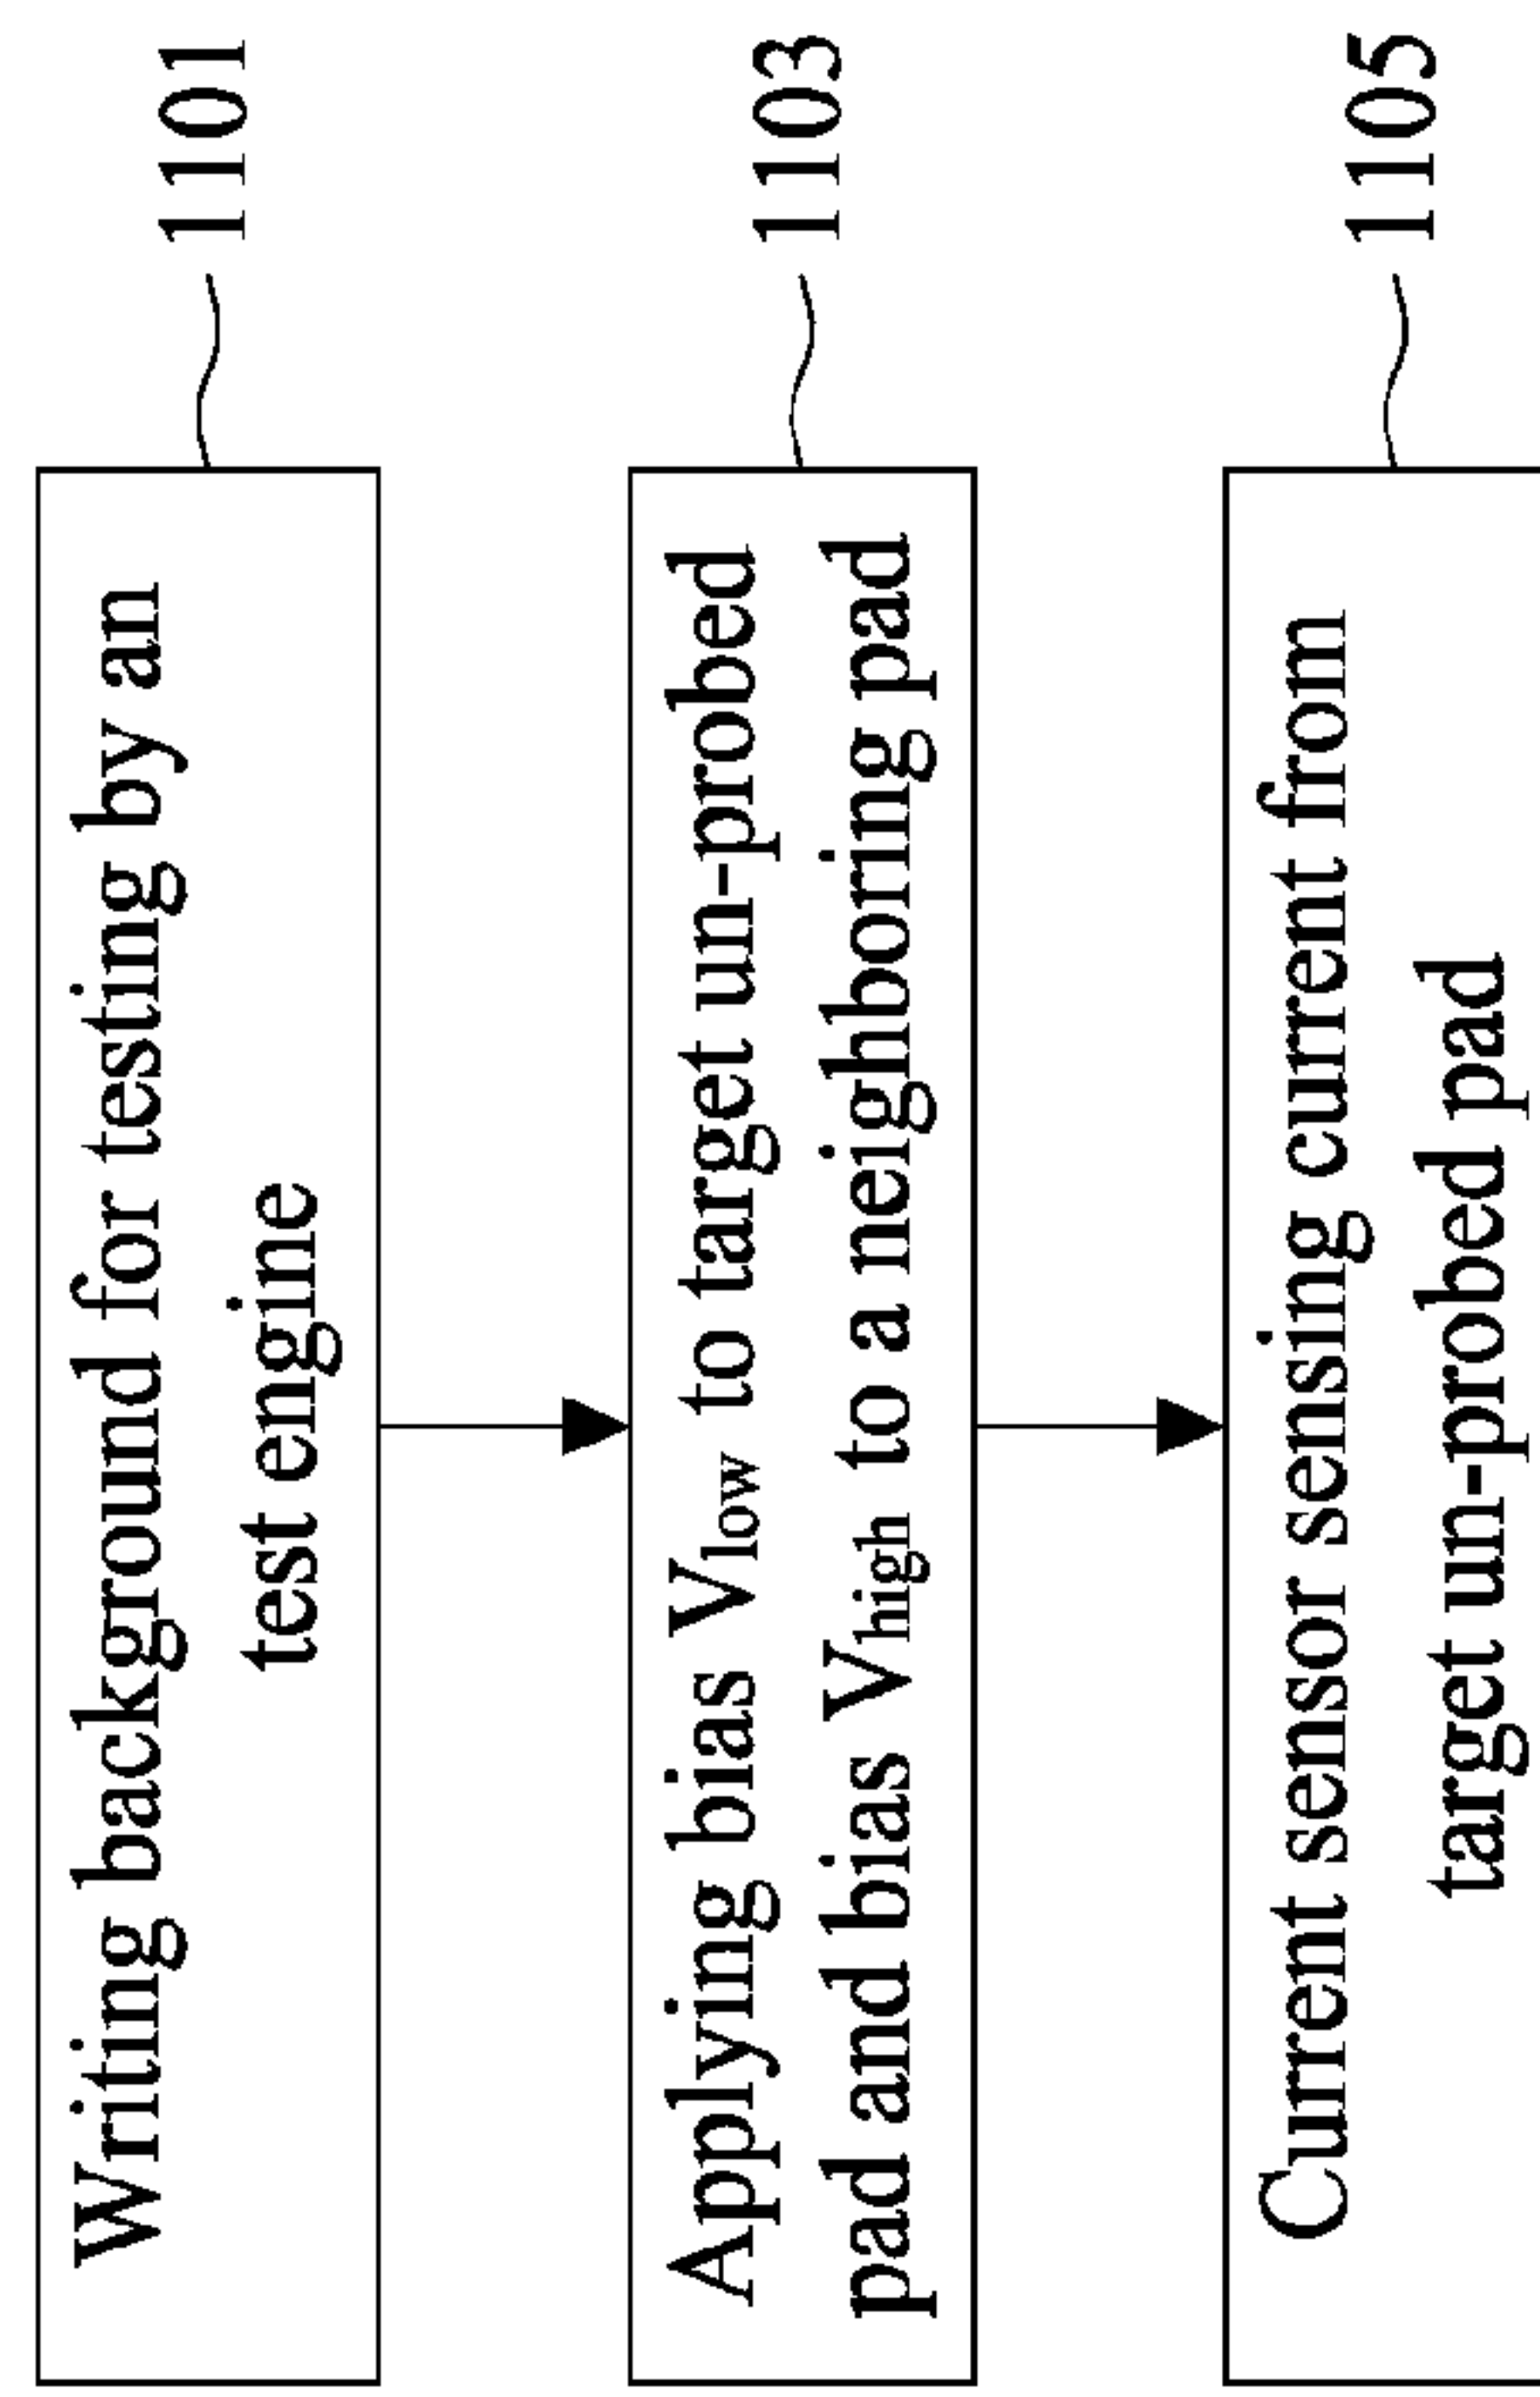 Writing background for testing by an
test engine
1101
Applying bias Vlow to target un-probed
pad and bias Vhigh to a neighboring pad
1103
Current sensor sensing current from
target un-probed pad
1105